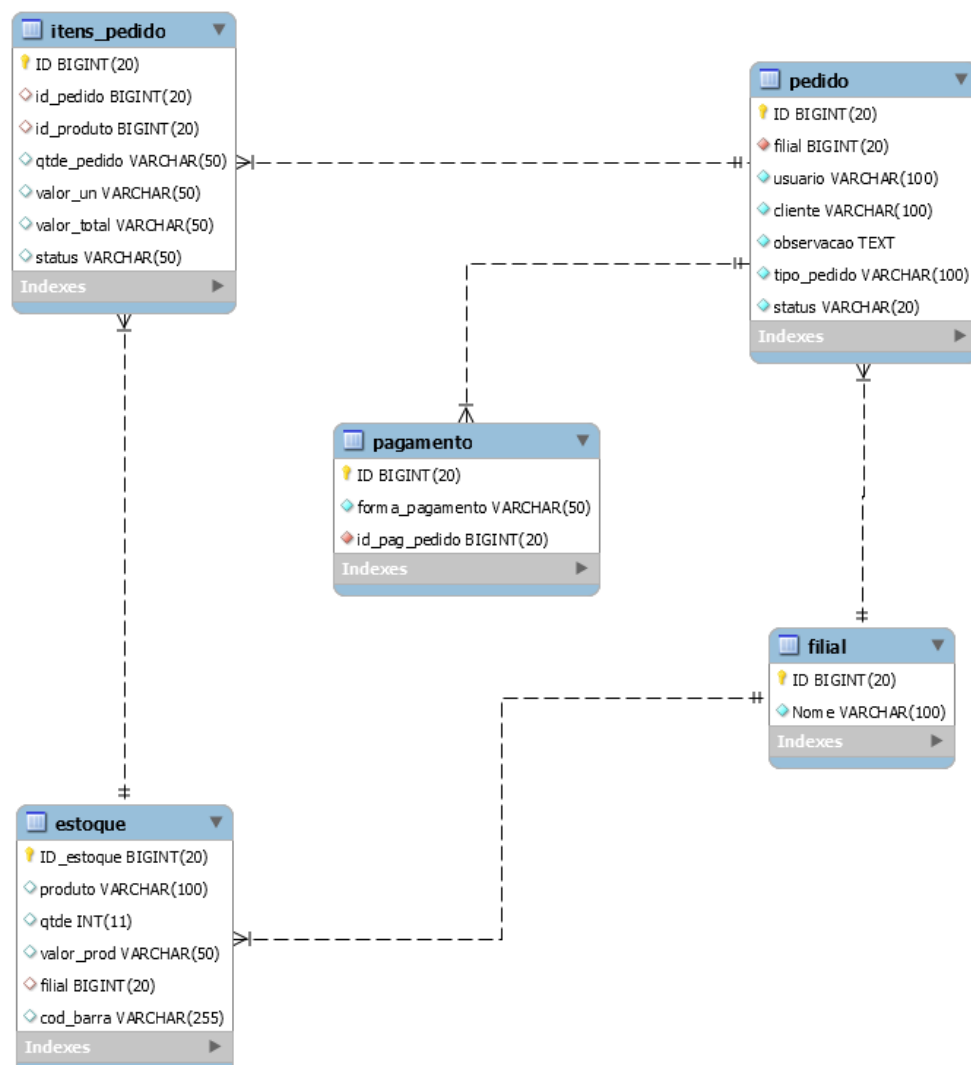 itens_pedido
ID BIGINT(20)
id_pedido BIGINT(20)
id_produto BIGINT(20)
qtde_pedido VARCHAR(50)
valor_un VARCHAR(50)
valor_total VARCHAR(50)
status VARCHAR(50)
Indexes
pedido
ID BIGINT(20)
filial BIGINT(20)
usuario VARCHAR(100)
cliente VARCHAR(100)
observacao TEXT
tipo_pedido VARCHAR(100)
status VARCHAR(20)
Indexes
pagamento
ID BIGINT(20)
forma_pagamento VARCHAR(50)
id_pag_pedido BIGINT(20)
Indexes
filial
ID BIGINT(20)
Nome VARCHAR(100)
Indexes
estoque
ID_estoque BIGINT(20)
produto VARCHAR(100)
qtde INT(11)
valor_prod VARCHAR(50)
filial BIGINT(20)
cod_barra VARCHAR(255)
Indexes